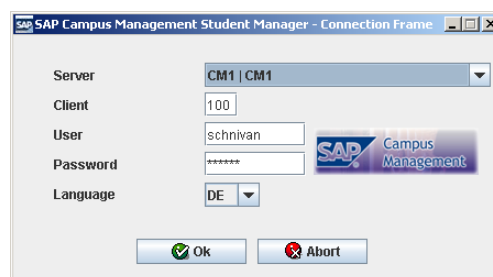 SAP SAP Campus Management Student Manager - Connection Frame
Server CM1 | CM1
Client 100
User schnivan
Password ******
Language DE
SAP Campus Management
Ok Abort